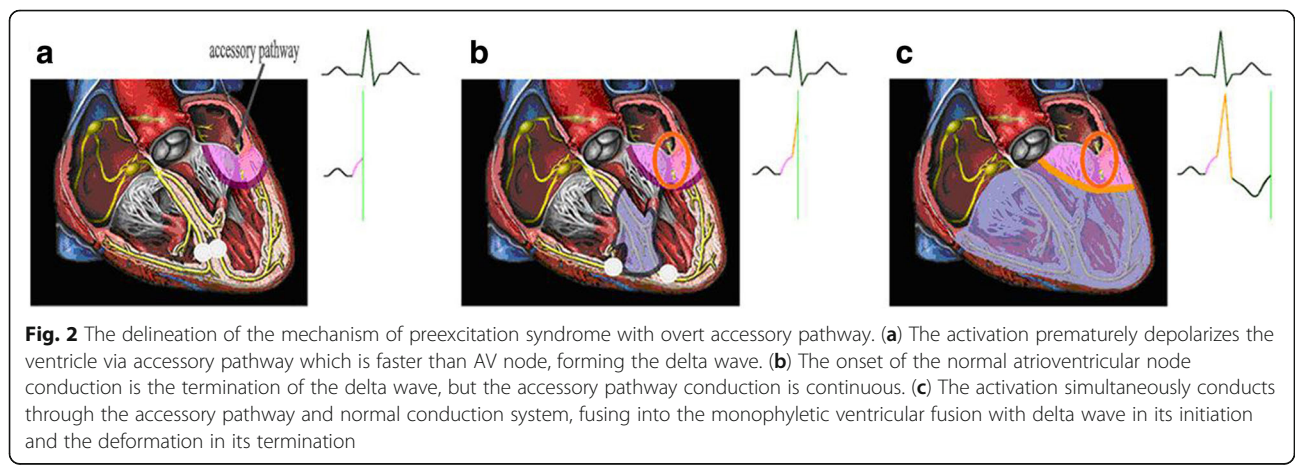 a
accessory pathway
b
c
Fig. 2 The delineation of the mechanism of preexcitation syndrome with overt accessory pathway. (a) The activation prematurely depolarizes the
ventricle via accessory pathway which is faster than AV node, forming the delta wave. (b) The onset of the normal atrioventricular node
conduction is the termination of the delta wave, but the accessory pathway conduction is continuous. (c) The activation simultaneously conducts
through the accessory pathway and normal conduction system, fusing into the monophyletic ventricular fusion with delta wave in its initiation
and the deformation in its termination